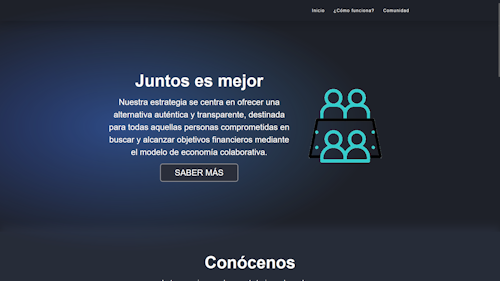 Inicio ¿Cómo funciona? Comunidad
Juntos es mejor
Nuestra estrategia se centra en ofrecer una
alternativa auténtica y transparente, destinada
para todas aquellas personas comprometidas en
buscar y alcanzar objetivos financieros mediante
el modelo de economía colaborativa.
SABER MÁS
Conócenos